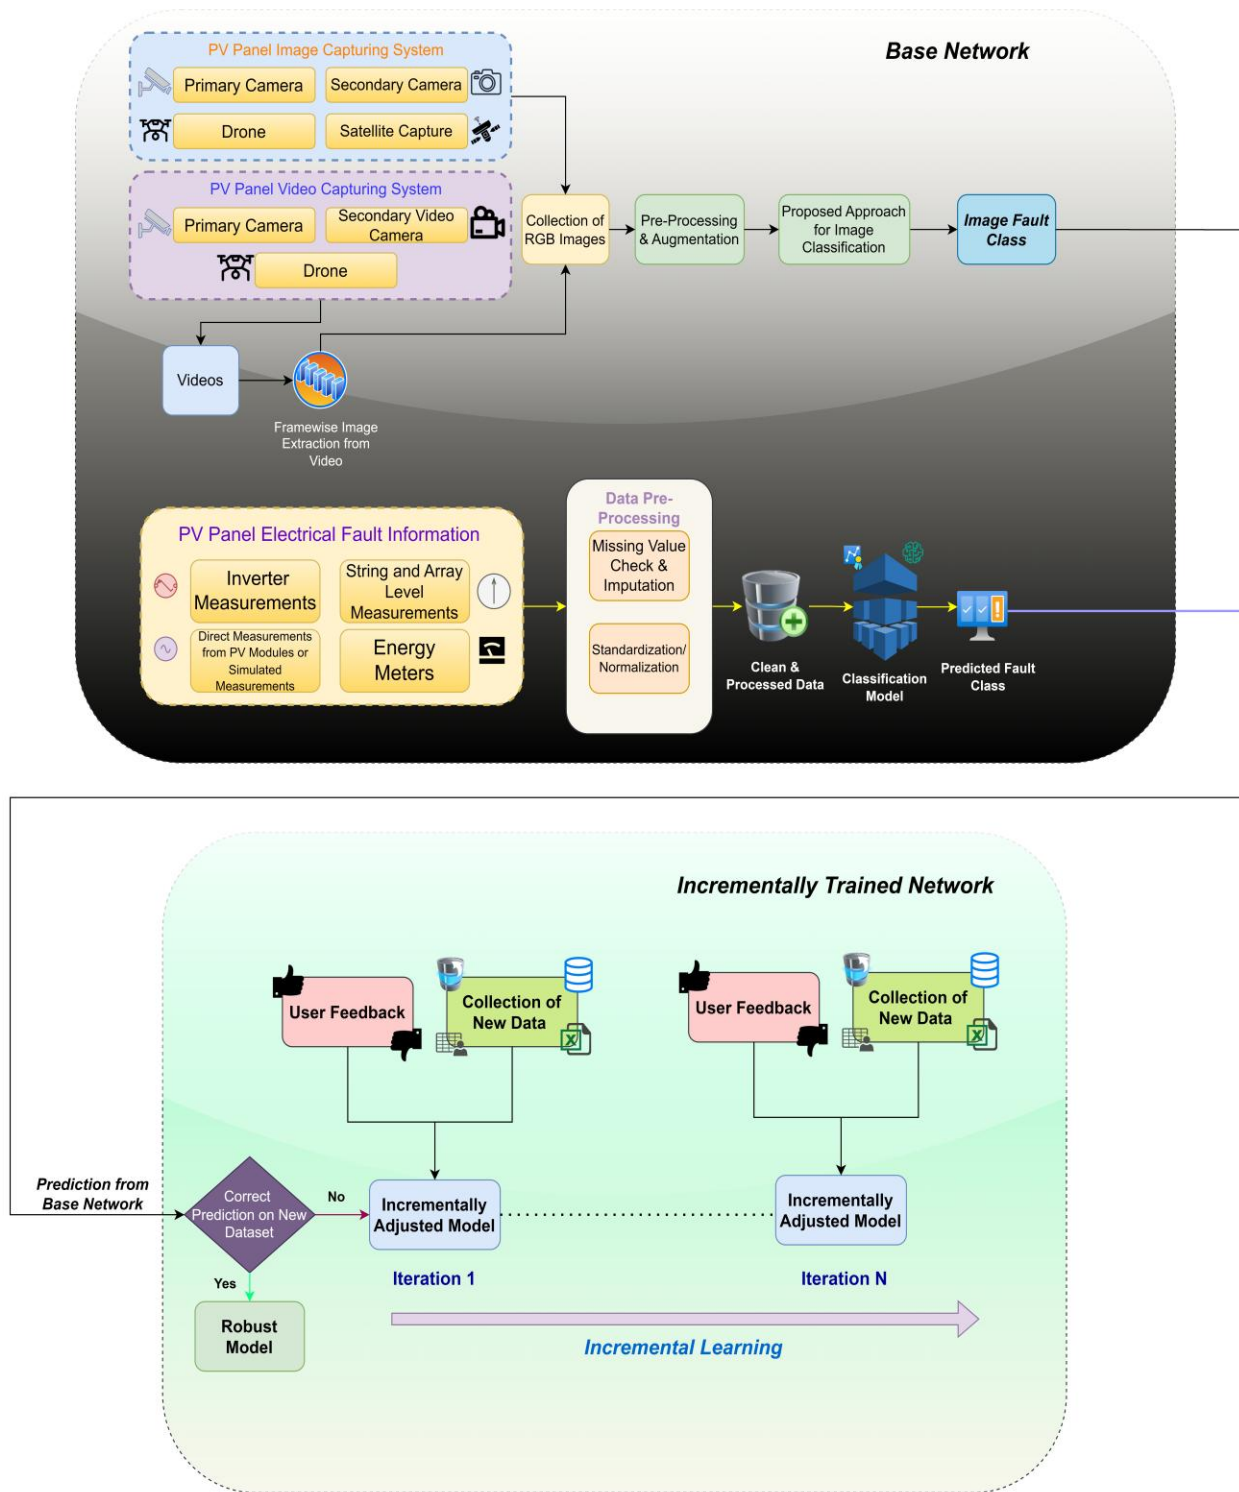 Base Network
PV Panel Image Capturing System
Primary Camera
Secondary Camera
Drone
Satellite Capture
PV Panel Video Capturing System
Primary Camera
Secondary Video
Camera
Drone
Collection of
RGB Images
Pre-Processing
& Augmentation
Proposed Approach
for Image
Classification
Image Fault
Class
Videos
Framewise Image
Extraction from
Video
PV Panel Electrical Fault Information
Inverter
Measurements
String and Array
Level
Measurements
Direct Measurements
from PV Modules or
Simulated
Measurements
Energy
Meters
Data Pre-
Processing
Missing Value
Check &
Imputation
Standardization/
Normalization
Clean &
Processed Data
Classification
Model
Predicted Fault
Class
Incrementally Trained Network
User Feedback
Collection of
New Data
User Feedback
Collection of
New Data
Prediction from
Base Network
Correct
Prediction on New
Dataset
No
Incrementally
Adjusted Model
Incrementally
Adjusted Model
Iteration 1
Iteration N
Yes
Robust
Model
Incremental Learning